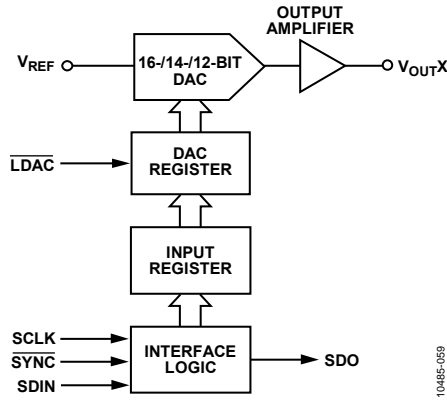 OUTPUT
AMPLIFIER
VREF
16-/14-/12-BIT
DAC
VOUTX
LDAC
DAC
REGISTER
INPUT
REGISTER
SCLK
SYNC
SDIN
INTERFACE
LOGIC
SDO
10485-059